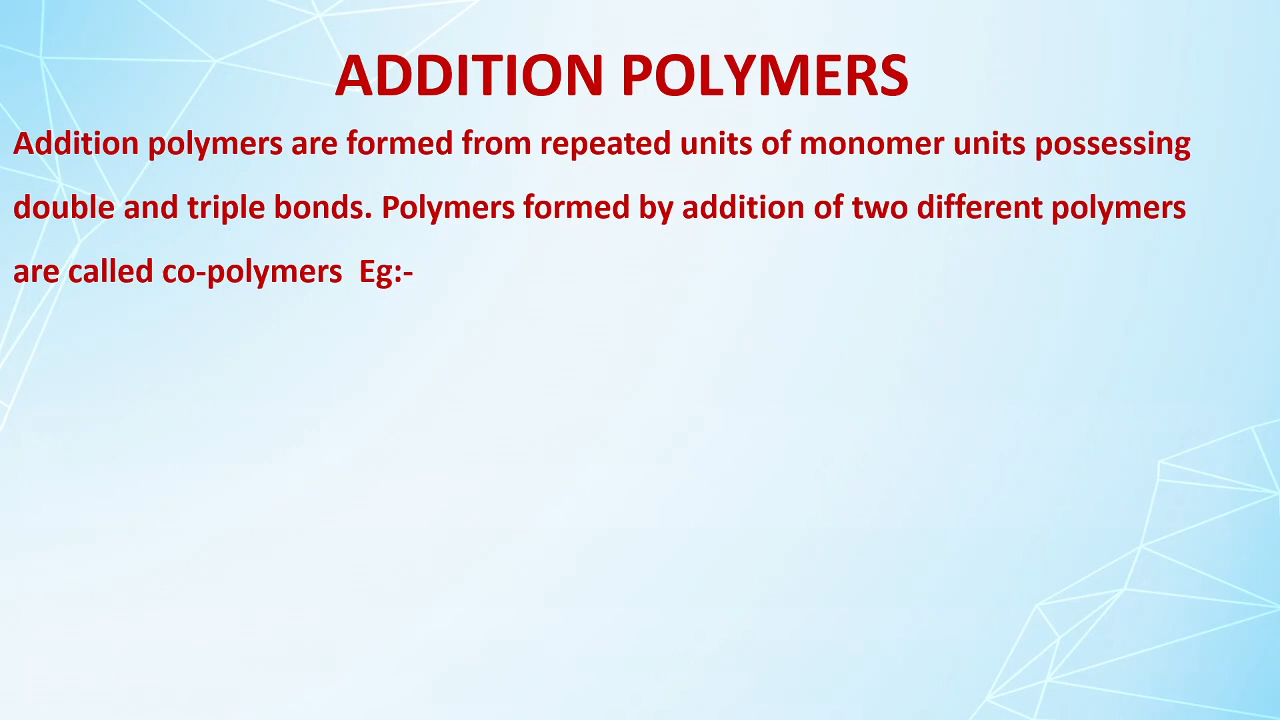 ADDITION POLYMERS
Addition polymers are formed from repeated units of monomer units possessing
double and triple bonds. Polymers formed by addition of two different polymers
are called co-polymers  Eg:-